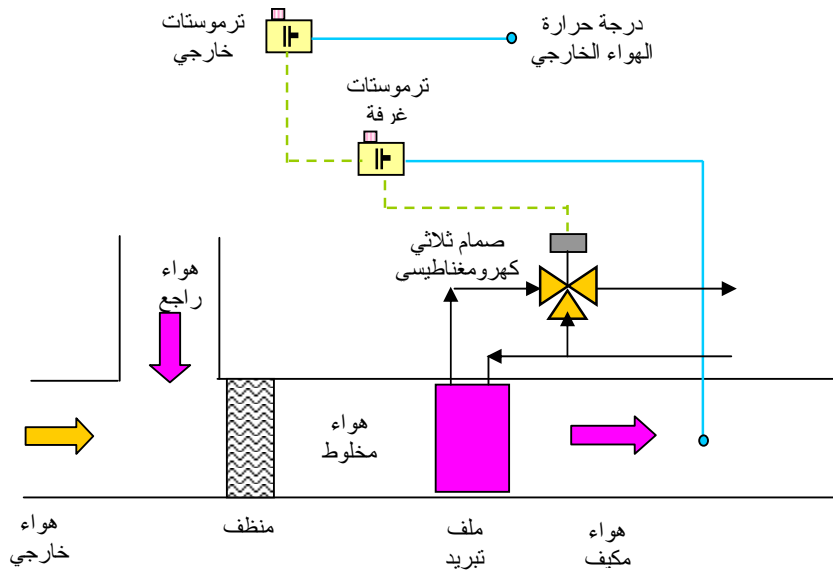 ترموستات
خارجي
درجة حرارة
الهواء الخارجي
ترموستات
غرفة
صمام ثلاثي
كهرومغناطيسى
هواء
راجع
هواء
مخلوط
هواء
خارجي
منظف
ملف
تبريد
هواء
مكيف